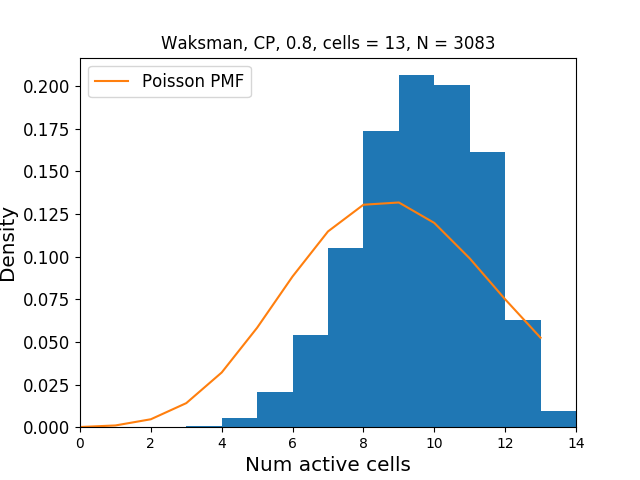 Waksman, CP, 0.8, cells = 13, N = 3083
Poisson PMF
0.200
0.175
0.150
0.125
0.100
0.075
0.050
0.025
0.000
Density
0 2 4 6 8 10 12 14
Num active cells